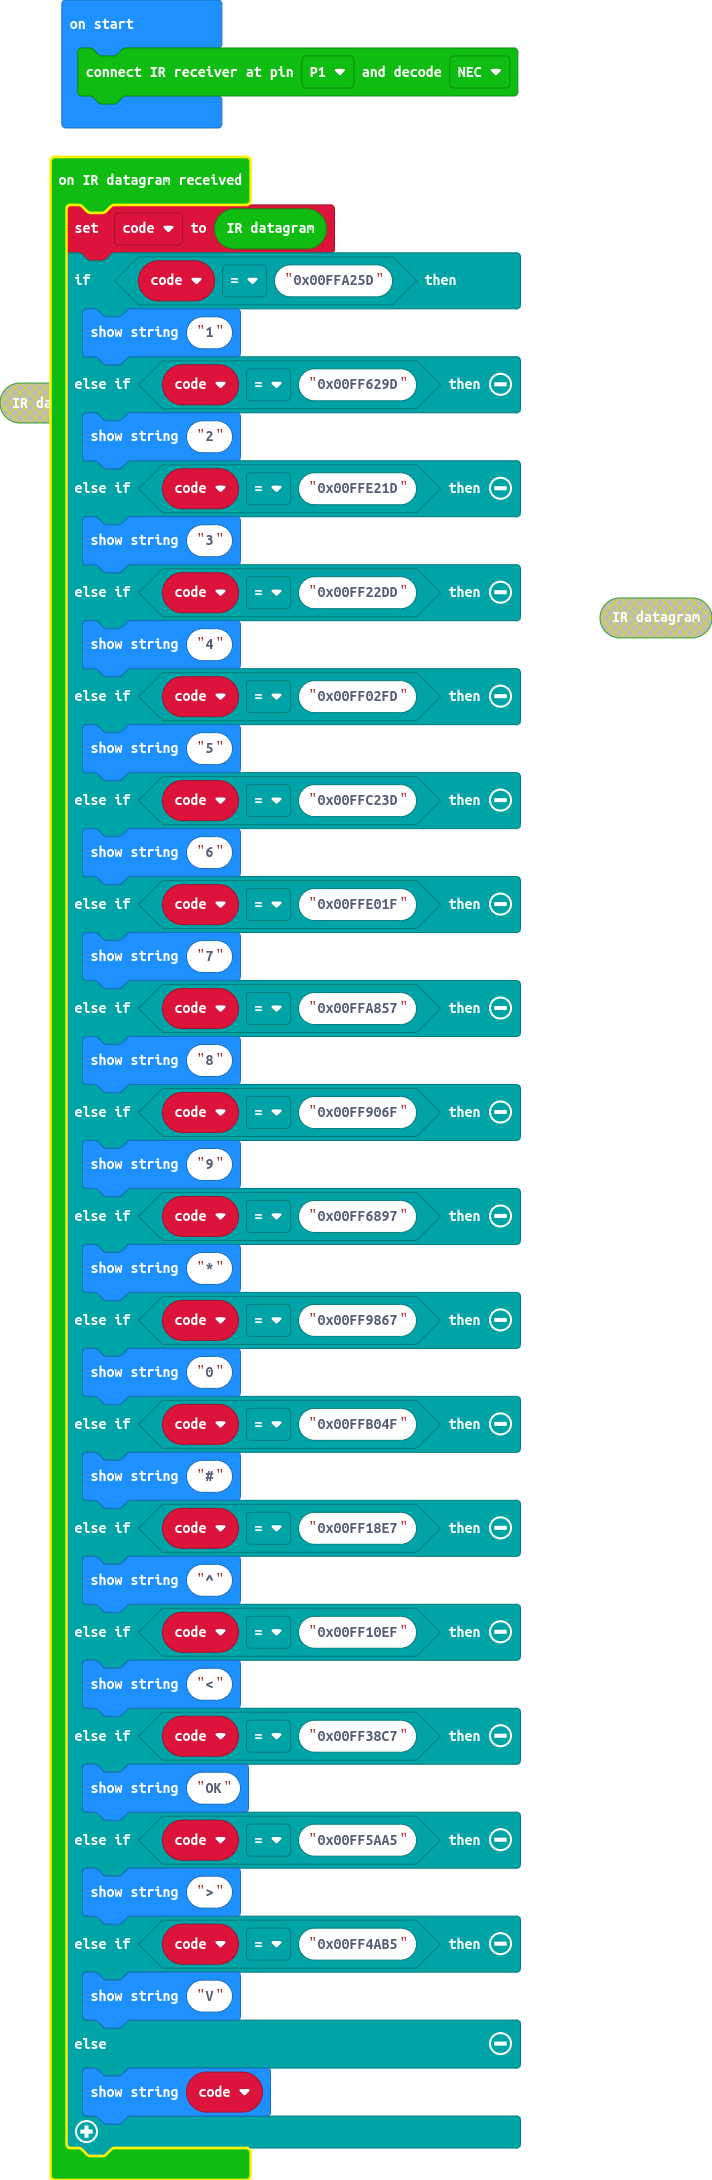 on start
connect IR receiver at pin P1 and decode NEC
on IR datagram received
set code to IR datagram
if code = "0x00FFA25D" then
show string "1"
else if code = "0x00FF629D" then
IR da
show string "2"
else if code = "0x00FFE21D" then
show string "3"
else if code = "0x00FF22DD" then
IR datagram
show string "4"
else if code = "0x00FF02FD" then
show string "5"
else if code = "0x00FFC23D" then
show string "6"
else if code = "0x00FFE01F" then
show string "7"
else if code = "0x00FFA857" then
show string "8"
else if code = "0x00FF906F" then
show string "9"
else if code = "0x00FF6897" then
show string "*"
else if code = "0x00FF9867" then
show string "0"
else if code = "0x00FFB04F" then
show string "#"
else if code = "0x00FF18E7" then
show string "^"
else if code = "0x00FF10EF" then
show string "<"
else if code = "0x00FF38C7" then
show string "OK"
else if code = "0x00FF5AA5" then
show string ">"
else if code = "0x00FF4AB5" then
show string "V"
else
show string code